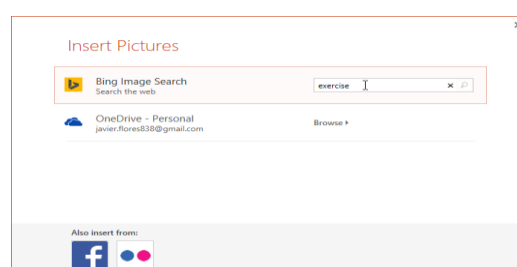 Insert Pictures
Bing Image Search
Search the web
exercise
OneDrive - Personal
javier.flores838@gmail.com
Browse
Also insert from: